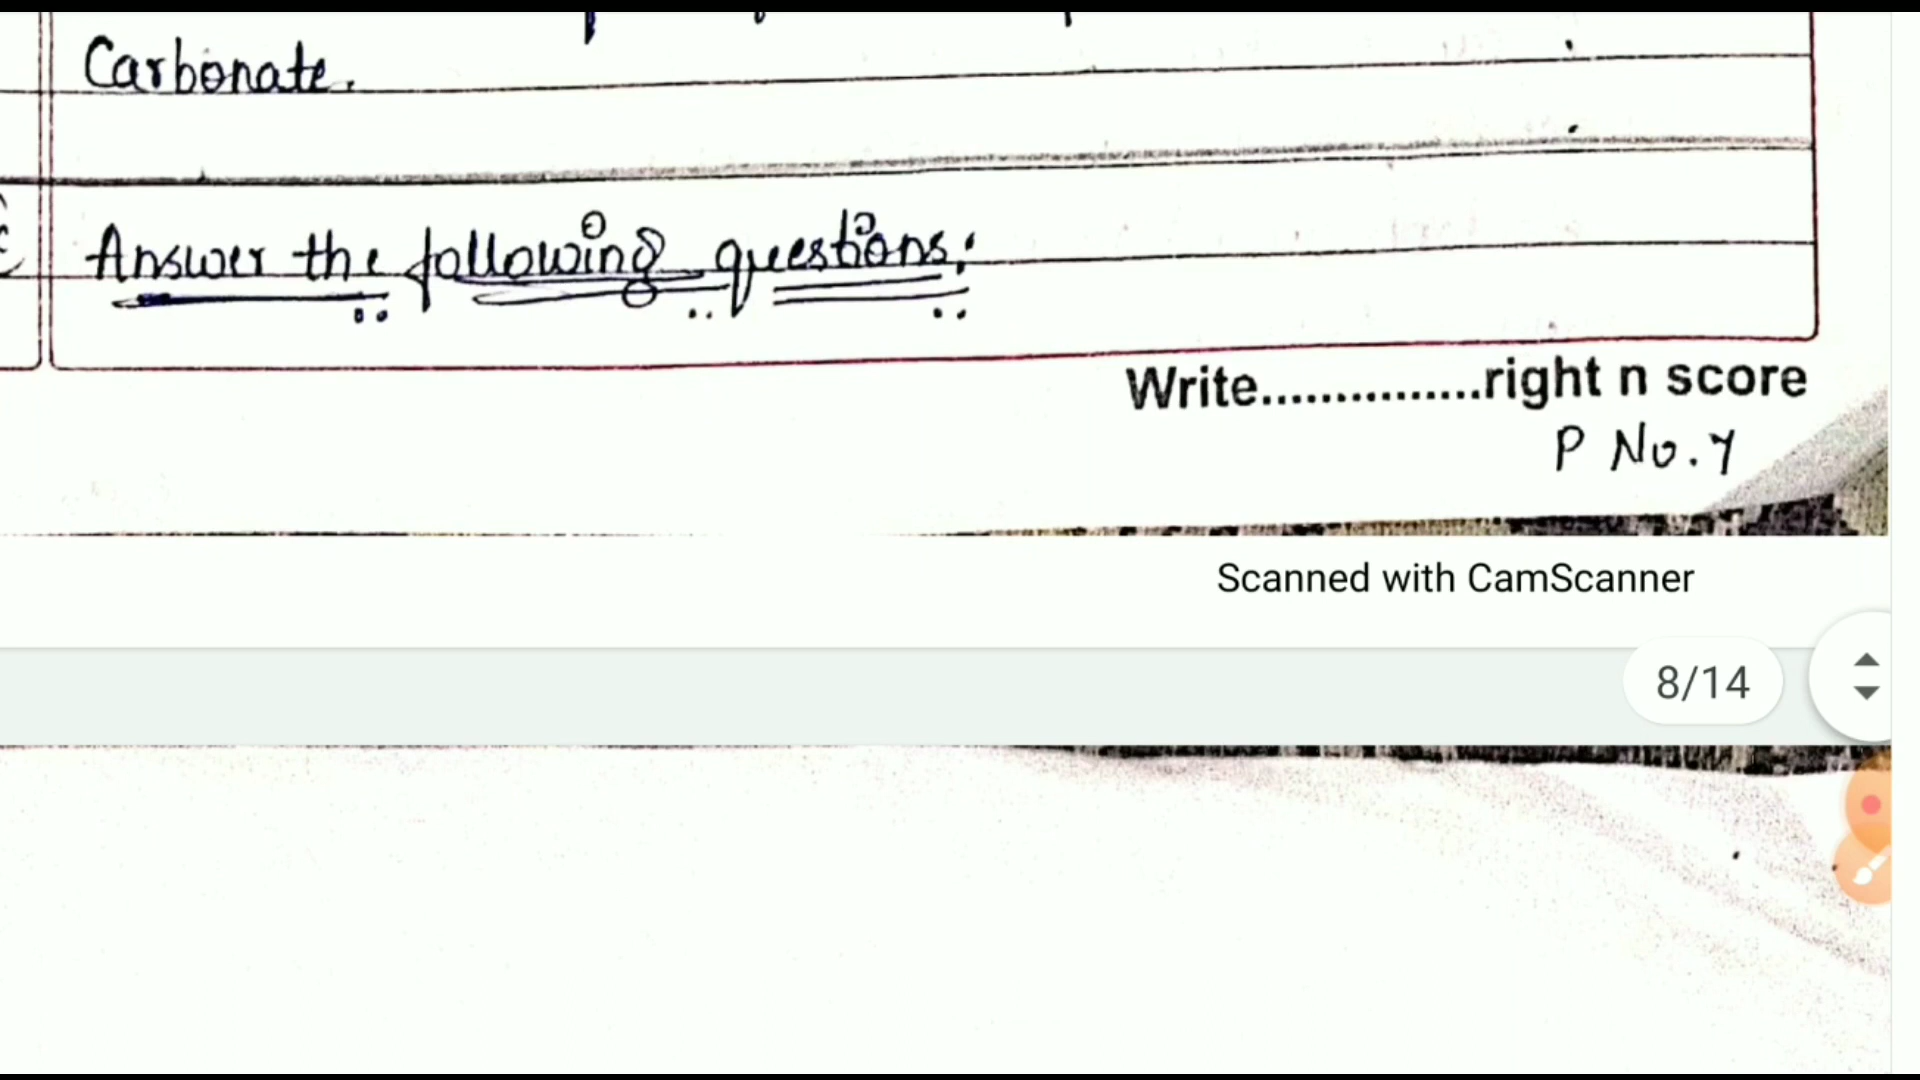 Carbonate.
Answer the following questions:
Write...............right n score
P No. 7
Scanned with CamScanner
8/14